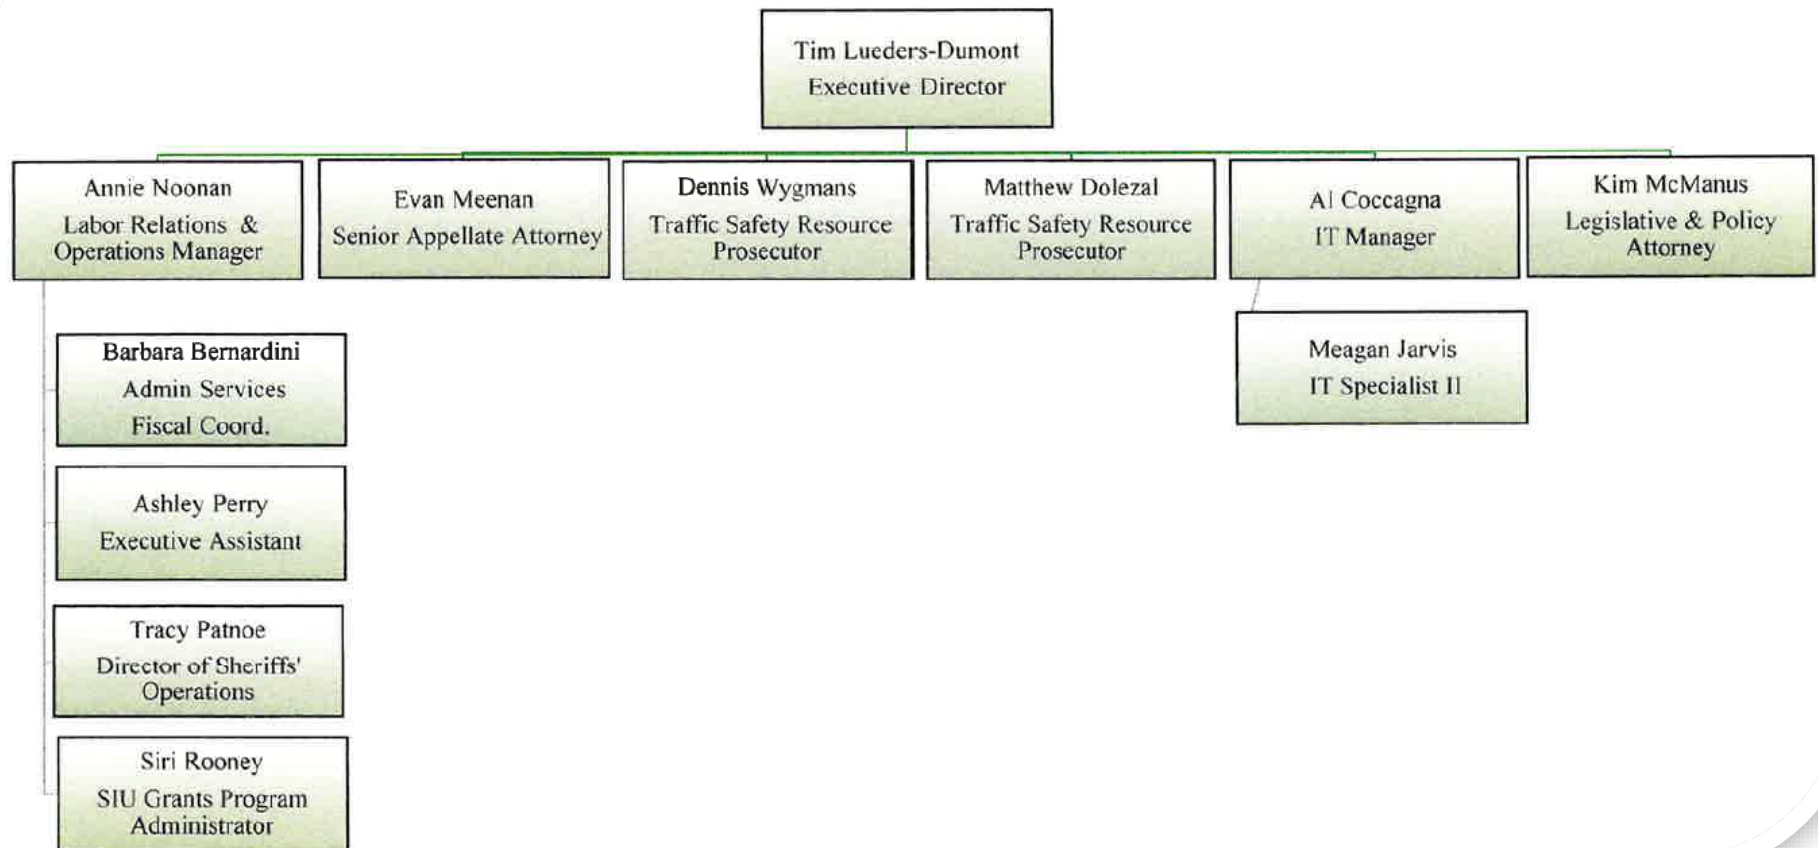 Tim Lueders-Dumont
Executive Director
Annie Noonan
Labor Relations &
Operations Manager
Evan Meenan
Senior Appellate Attorney
Dennis Wygmans
Traffic Safety Resource
Prosecutor
Matthew Dolezal
Traffic Safety Resource
Prosecutor
Al Coccagna
IT Manager
Kim McManus
Legislative & Policy
Attorney
Barbara Bernardini
Admin Services
Fiscal Coord.
Ashley Perry
Executive Assistant
Tracy Patnoe
Director of Sheriffs'
Operations
Siri Rooney
SIU Grants Program
Administrator
Meagan Jarvis
IT Specialist II